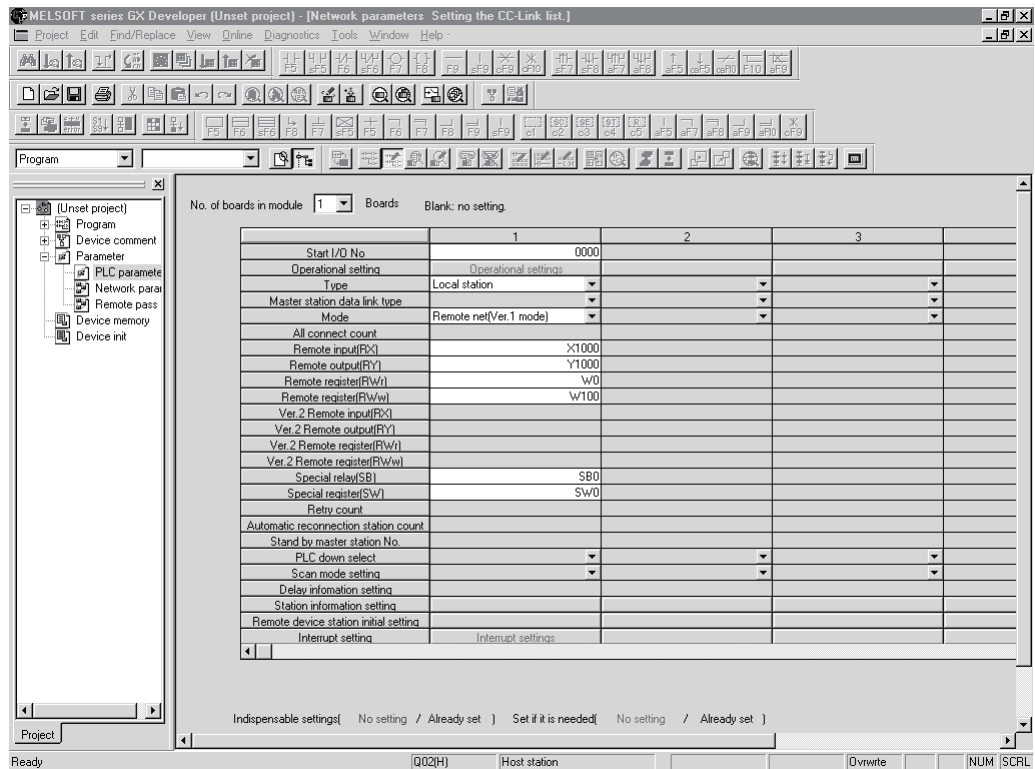 MELSOFT series GX Developer (Unset project) - [Network parameters Setting the CC-Link list.]
Project Edit Find/Replace View Online Diagnostics Tools Window Help
Program
No. of boards in module 1 Boards Blank: no setting.
(Unset project)
Program
Device comment
Parameter
PLC paramete
Network parar
Remote pass
Device memory
Device init
1 2 3
Start I/O No 0000
Operational setting Operational settings
Type Local station
Master station data link type
Mode Remote net(Ver.1 mode)
All connect count
Remote input(RX) X1000
Remote output(RY) Y1000
Remote register(RWr) W0
Remote register(RWw) W100
Ver.2 Remote input(RX)
Ver.2 Remote output(RY)
Ver.2 Remote register(RWr)
Ver.2 Remote register(RWw)
Special relay(SB) SB0
Special register(SW) SW0
Retry count
Automatic reconnection station count
Stand by master station No.
PLC down select
Scan mode setting
Delay infomation setting
Station information setting
Remote device station initial setting
Interrupt setting Interrupt settings
Indispensable settings( No setting / Already set ) Set if it is needed( No setting / Already set )
Project
Ready Q02(H) Host station Ovrwrte NUM SCRL